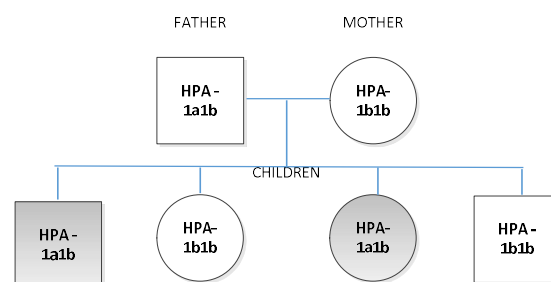 FATHER MOTHER
HPA -
1a1b
HPA-
1b1b
CHILDREN
HPA -
1a1b
HPA-
1b1b
HPA-
1a1b
HPA -
1b1b